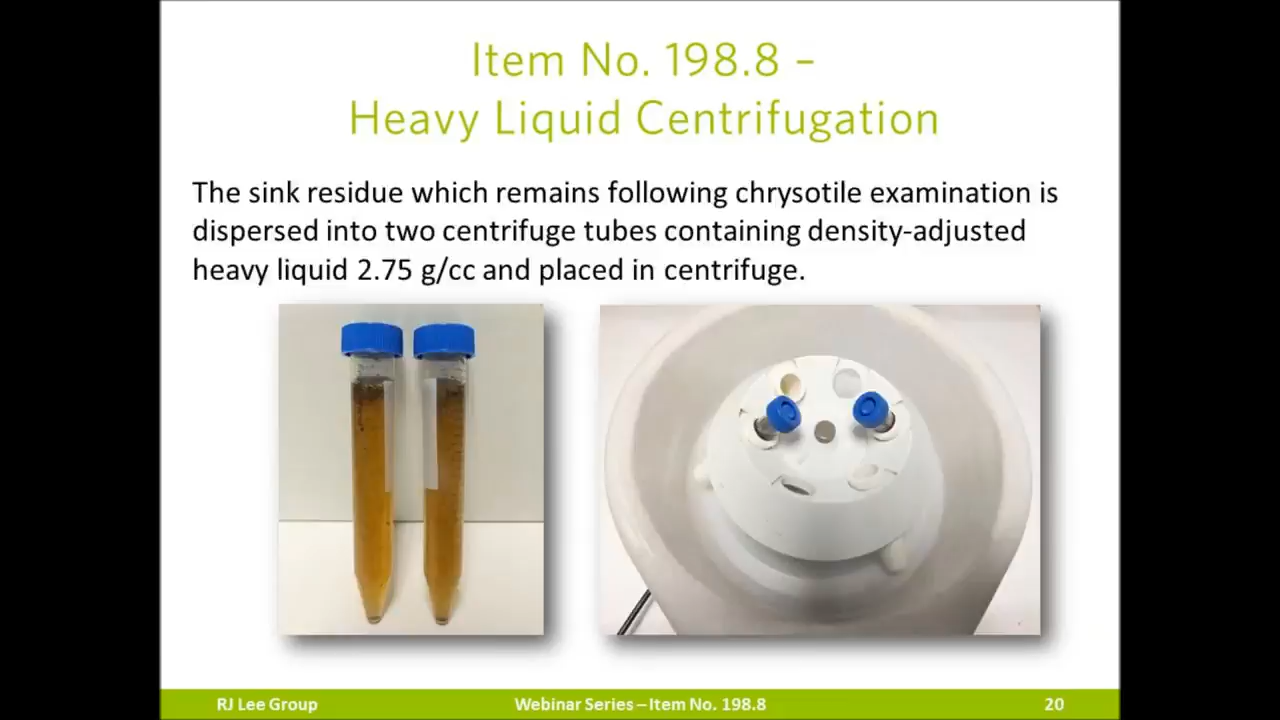 Item No. 198.8 –
Heavy Liquid Centrifugation
The sink residue which remains following chrysotile examination is
dispersed into two centrifuge tubes containing density-adjusted
heavy liquid 2.75 g/cc and placed in centrifuge.
RJ Lee Group
Webinar Series – Item No. 198.8
20